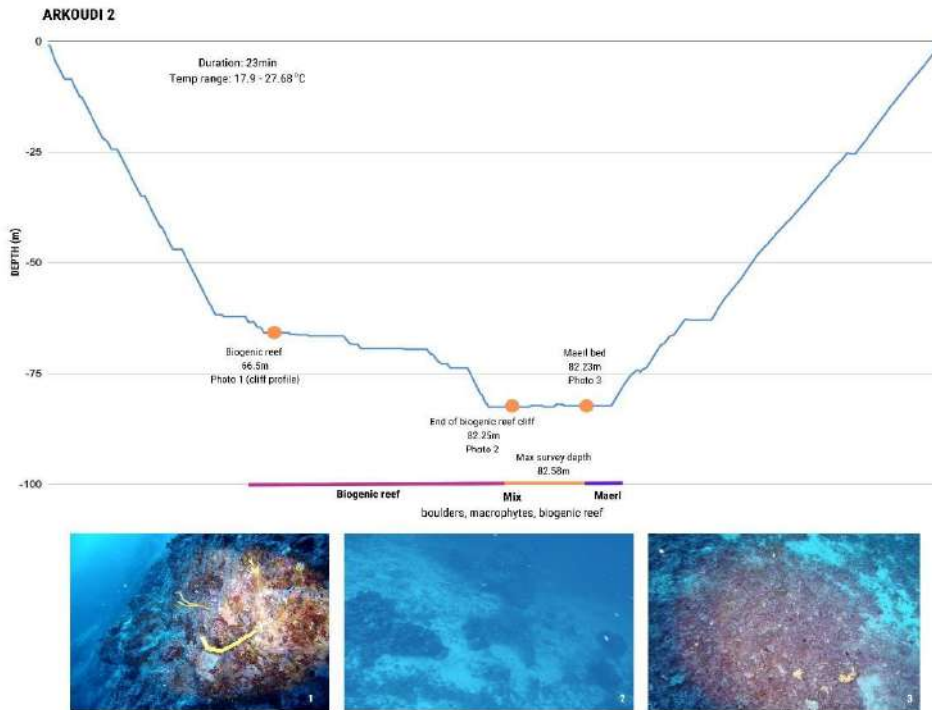 ARKOUDI 2
0
Duration: 23min
Temp range: 17.9 - 27.68 °C
-25
DEPTH (m)
-50
Biogenic reef
66.5m
Photo 1 (cliff profile)
Maerl bed
82.23m
Photo 3
-75
End of biogenic reef cliff
82.25m
Photo 2
Max survey depth
82.58m
-100
Biogenic reef
Mix
Maerl
boulders, macrophytes, biogenic reef
1
2
3